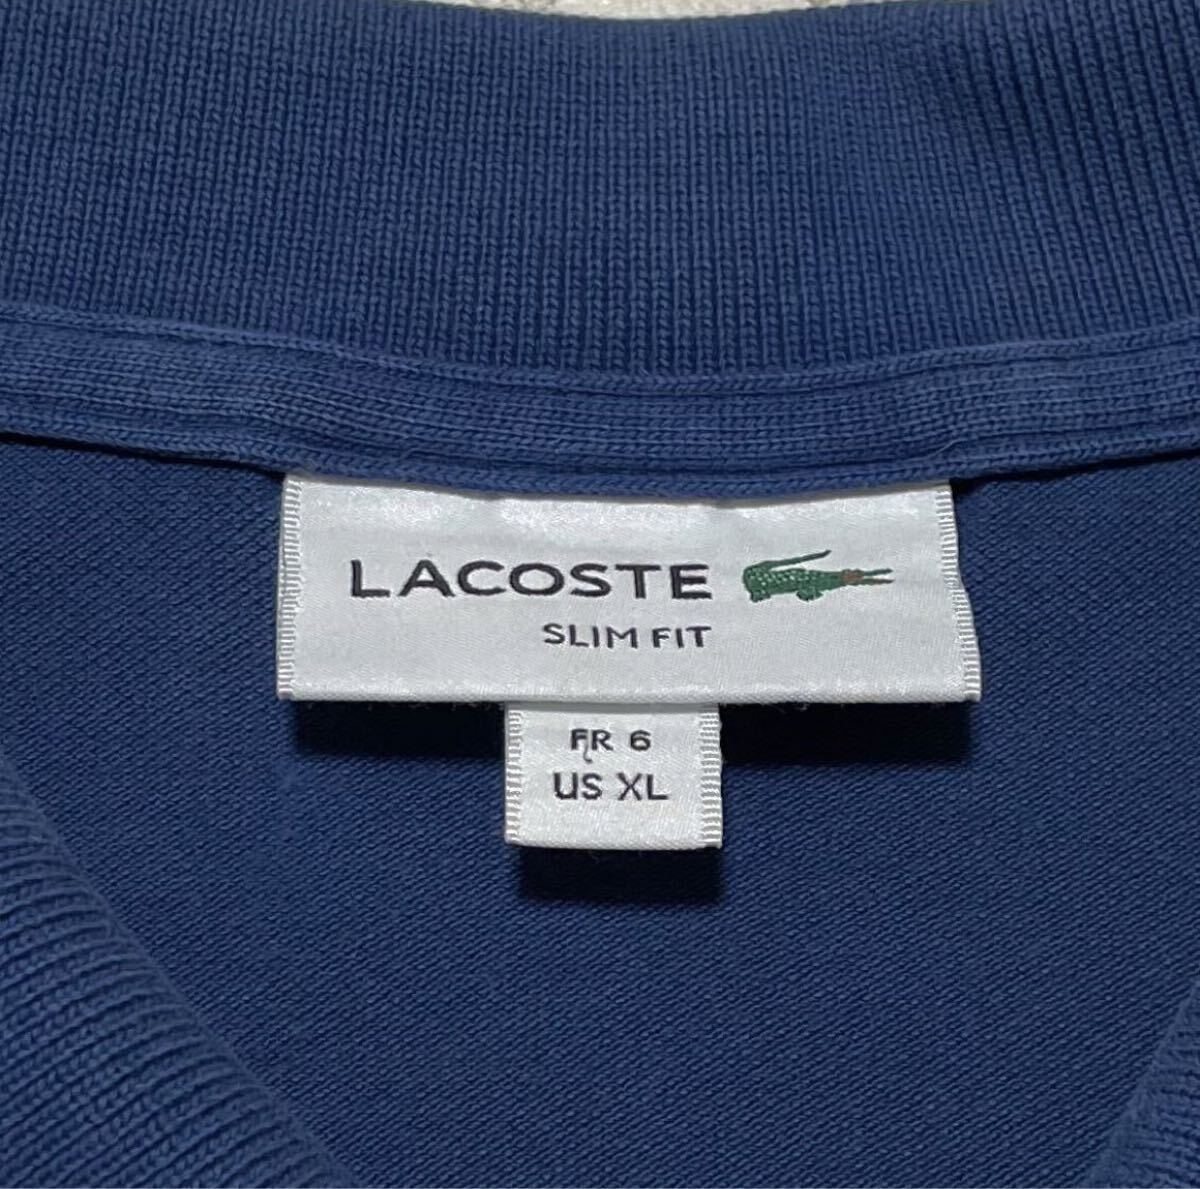 LACOSTE
SLIM FIT
FR 6
US XL